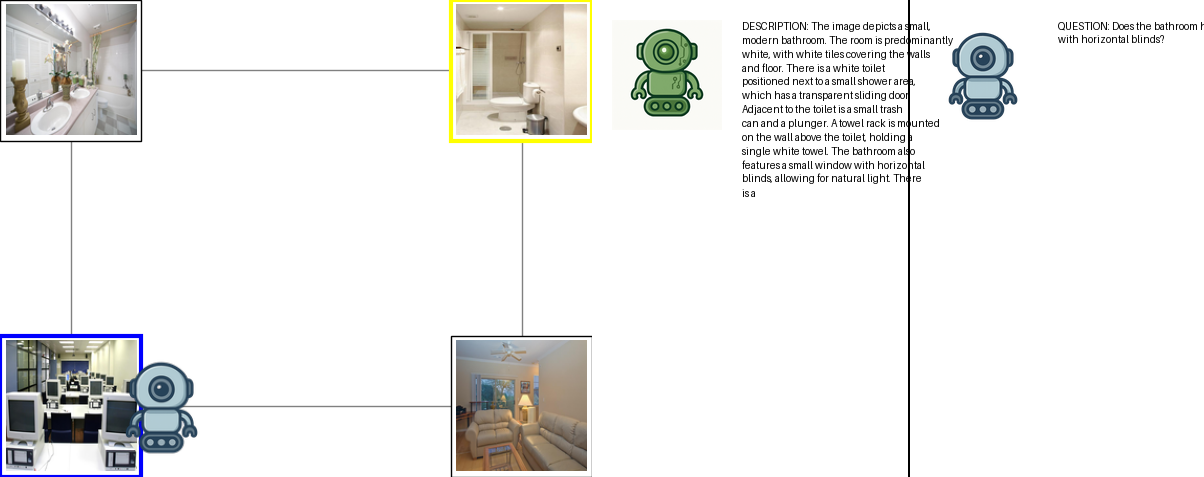 DESCRIPTION: The image depicts a small,
modern bathroom. The room is predominantly
white, with white tiles covering the walls
and floor. There is a white toilet
positioned next to a small shower area,
which has a transparent sliding door.
Adjacent to the toilet is a small trash
can and a plunger. A towel rack is mounted
on the wall above the toilet, holding a
single white towel. The bathroom also
features a small window with horizontal
blinds, allowing for natural light. There
is a
QUESTION: Does the bathroom
with horizontal blinds?